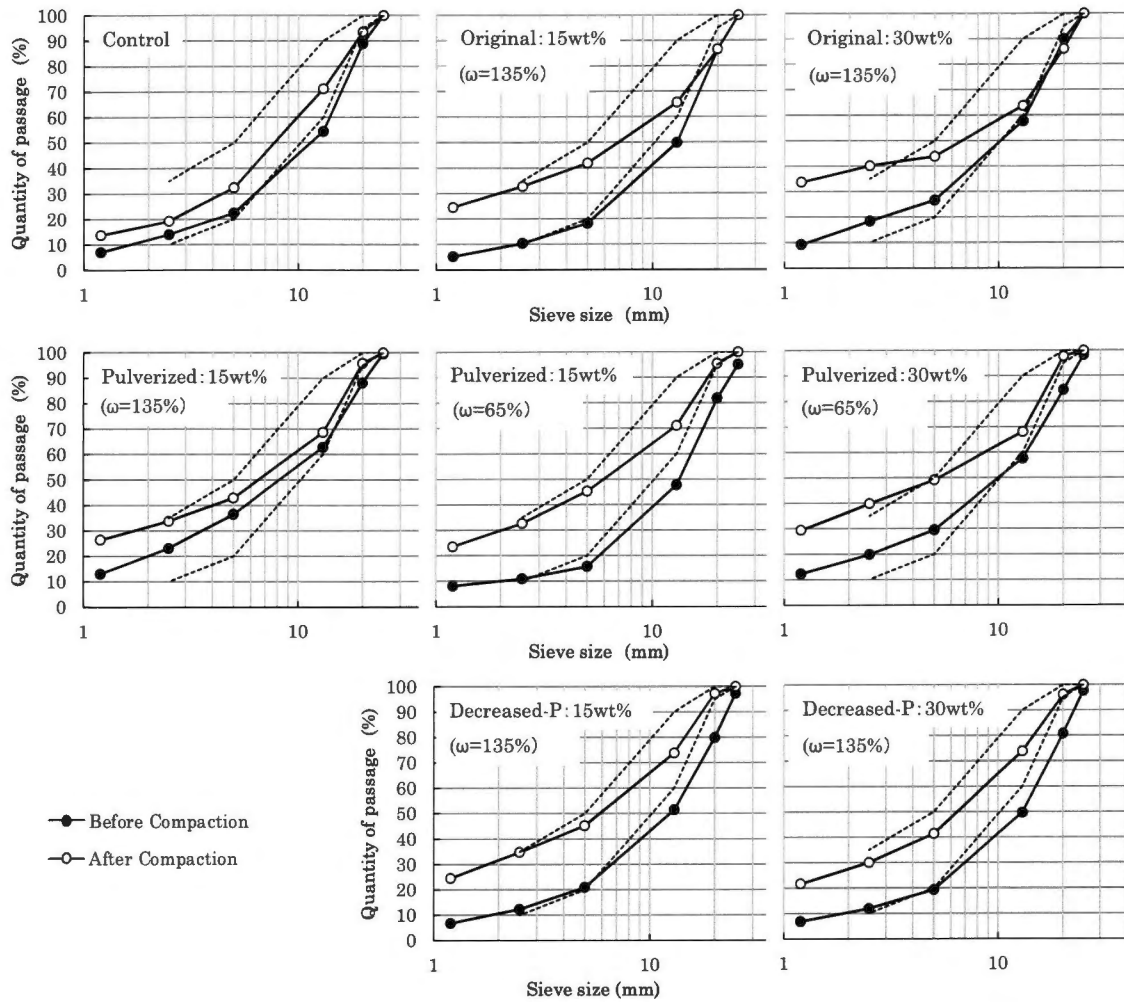 Quantity of passage (%)
100
90
80
70
60
50
40
30
20
10
0
Control
Original:15wt%
(ω=135%)
Original:30wt%
(ω=135%)
1
10
1
10
1
10
Sieve size (mm)
Quantity of passage (%)
100
90
80
70
60
50
40
30
20
10
0
Pulverized:15wt%
(ω=135%)
Pulverized:15wt%
(ω=65%)
Pulverized:30wt%
(ω=65%)
1
10
1
10
1
10
Sieve size (mm)
Quantity of passage (%)
100
90
80
70
60
50
40
30
20
10
0
Decreased-P:15wt%
(ω=135%)
Decreased-P:30wt%
(ω=135%)
Before Compaction
After Compaction
1
10
1
10
Sieve size (mm)